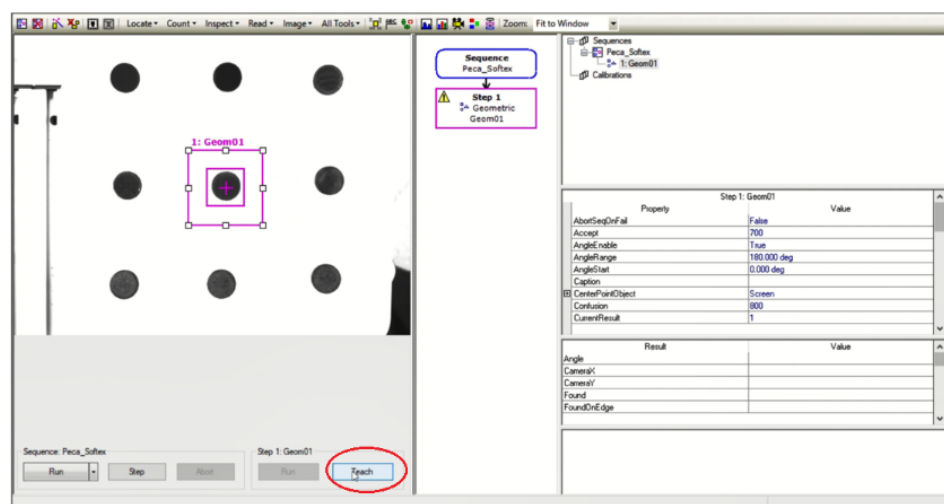 Locate Count Inspect Read Image All Tools Zoom: Fit to Window
1: Geom01
Sequence
Peca_Softex
Step 1
Geometric
Geom01
Sequences
Peca_Softex
1: Geom01
Calibrations
Step 1: Geom01
Property Value
AbortSeqOnFail False
Accept 700
AngleEnable True
AngleRange 180.000 deg
AngleStart 0.000 deg
Caption
CenterPointObject Screen
Confusion 800
CurrentResult 1
Result Value
Angle
CameraX
CameraY
Found
FoundOnEdge
Sequence: Peca_Softex Step 1: Geom01
Run Step Abort Run Teach